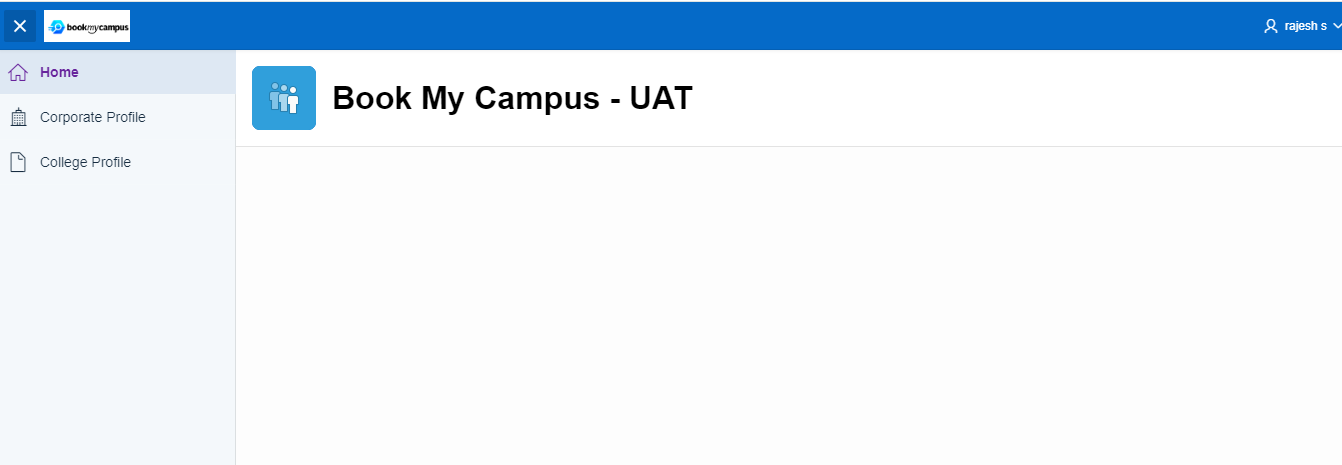 bookmycampus
rajesh s
Home
Book My Campus - UAT
Corporate Profile
College Profile